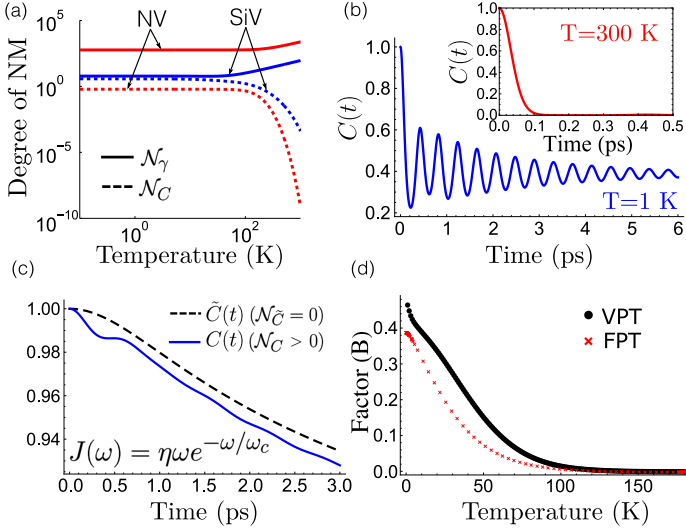 (a)
NV
SiV
10^5
10^0
10^-5
10^-10
Degree of NM
𝒩_γ
𝒩_C
10^0
10^2
Temperature (K)
(b)
1.0
0.8
0.6
0.4
0.2
C(t)
T=1 K
0 1 2 3 4 5 6
Time (ps)
1.0
0.8
0.6
0.4
0.2
0.0
C(t)
T=300 K
0.0 0.1 0.2 0.3 0.4 0.5
Time (ps)
(c)
1.00
0.98
0.96
0.94
C̃(t) (𝒩_C̃ = 0)
C(t) (𝒩_C > 0)
J(ω) = ηωe^{-ω/ω_c}
0.0 0.5 1.0 1.5 2.0 2.5 3.0
Time (ps)
(d)
0.4
0.3
0.2
0.1
0.0
Factor (B)
VPT
FPT
0 50 100 150
Temperature (K)